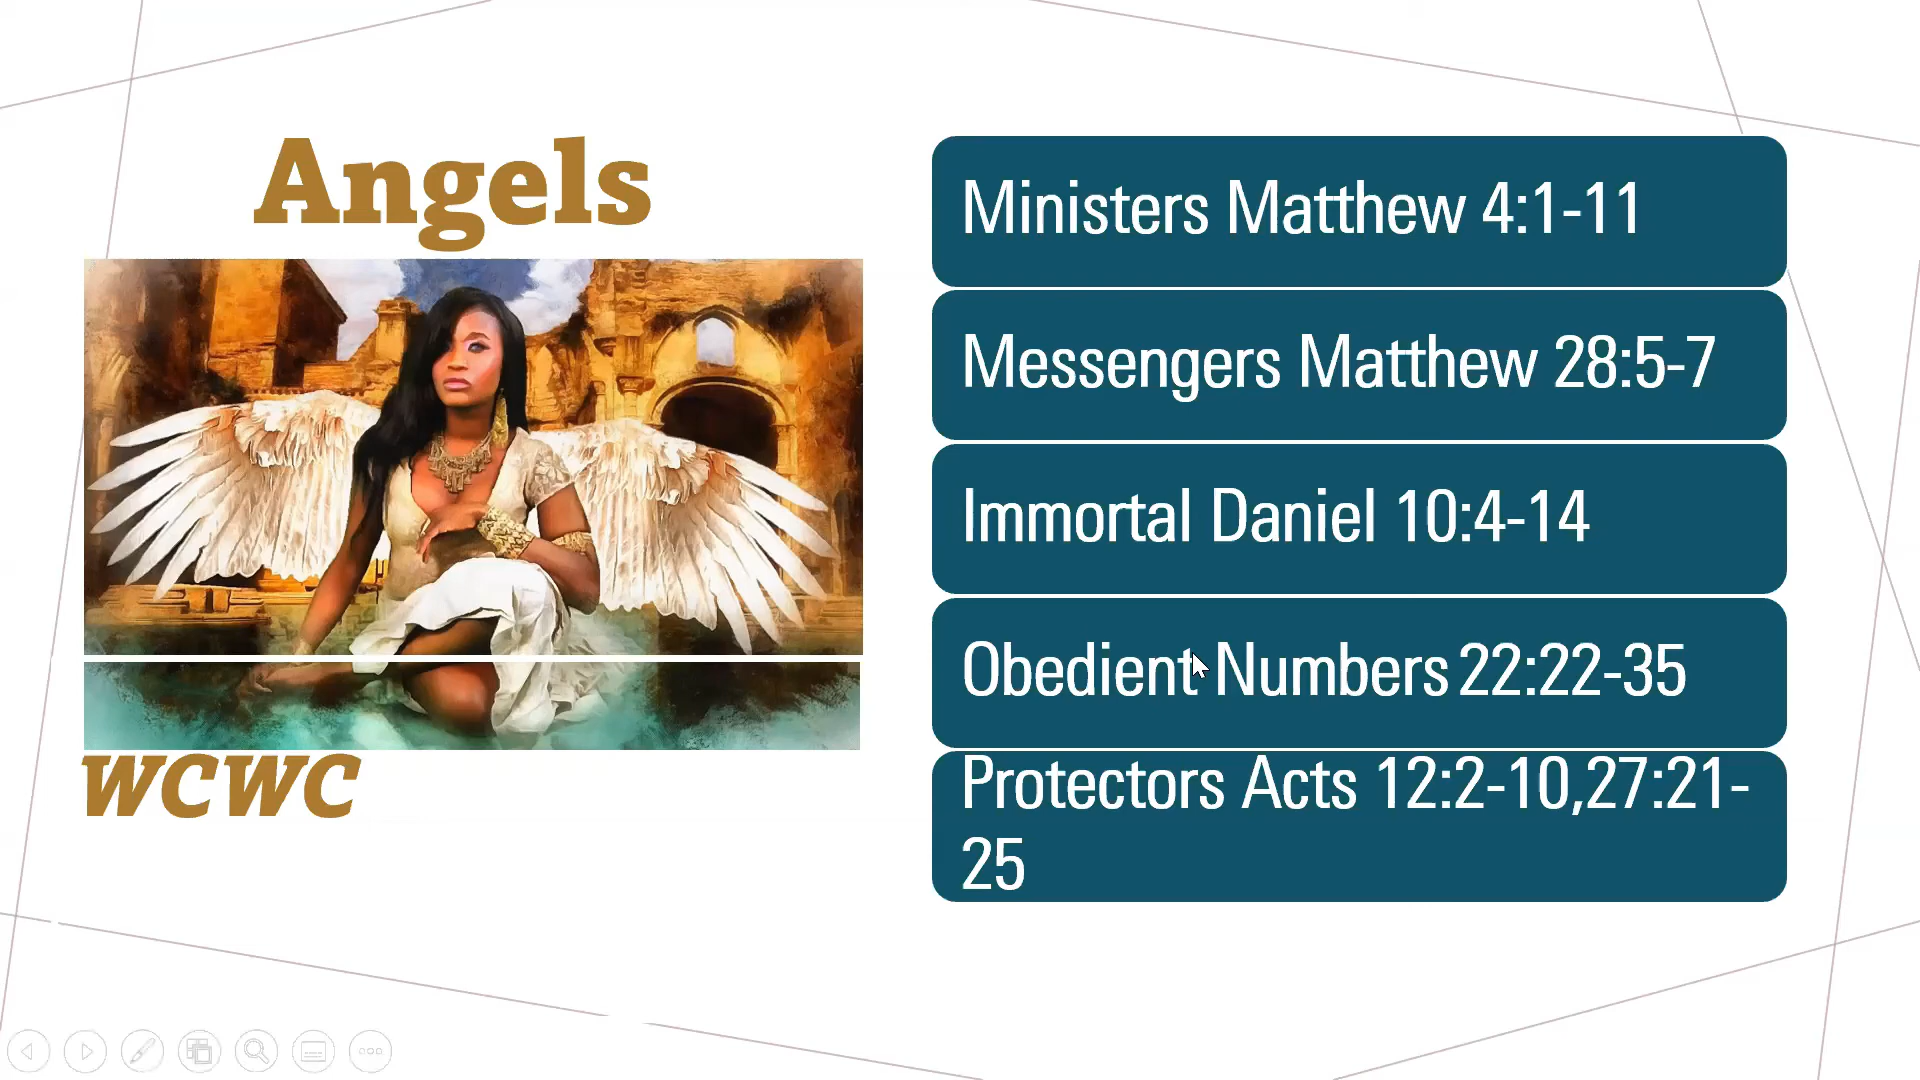 Angels
WCWC
Ministers Matthew 4:1-11
Messengers Matthew 28:5-7
Immortal Daniel 10:4-14
Obedient Numbers 22:22-35
Protectors Acts 12:2-10,27:21-
25